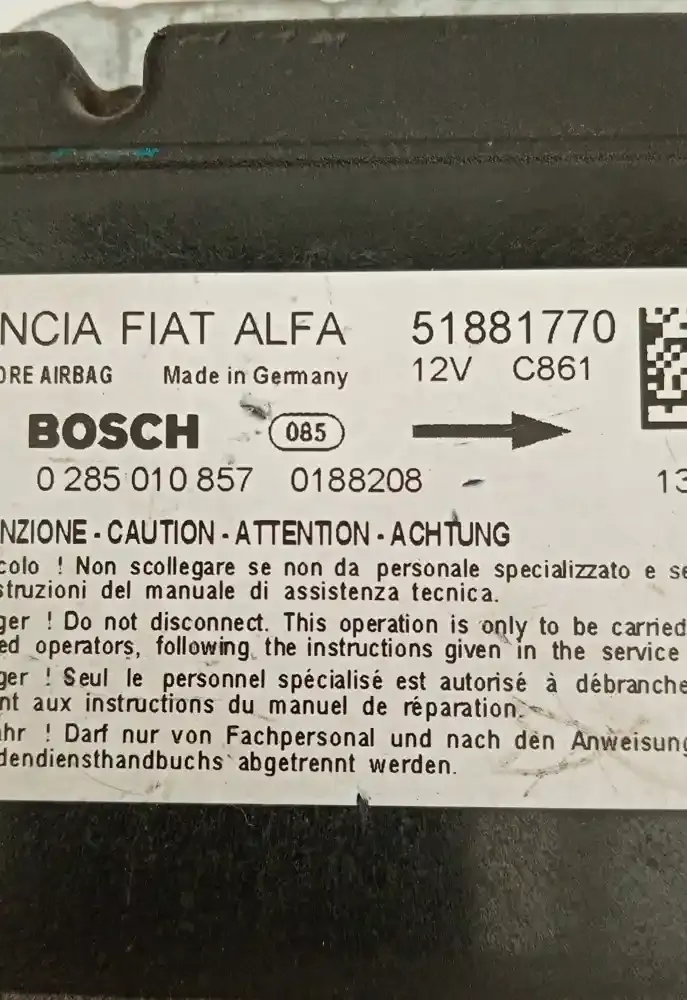 NCIA FIAT ALFA 51881770
ORE AIRBAG Made in Germany 12V C861
BOSCH 085
0 285 010 857 0188208 13
NZIONE - CAUTION - ATTENTION - ACHTUNG
colo ! Non scollegare se non da personale specializzato e se
struzioni del manuale di assistenza tecnica.
ger ! Do not disconnect. This operation is only to be carried
ed operators, following the instructions given in the service
ger ! Seul le personnel spécialisé est autorisé à débranche
nt aux instructions du manuel de réparation.
ahr ! Darf nur von Fachpersonal und nach den Anweisung
dendiensthandbuchs abgetrennt werden.